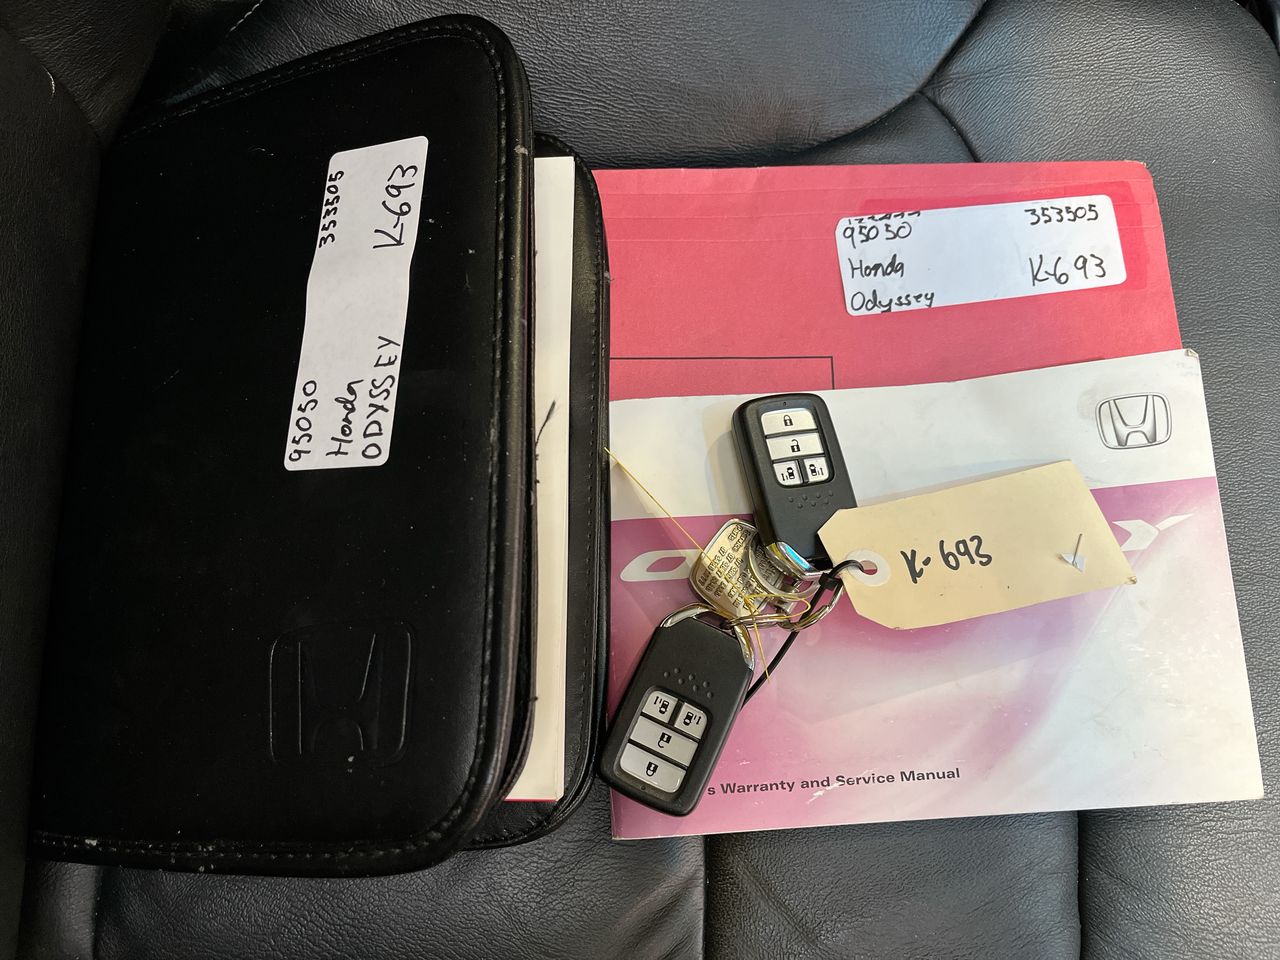 95050
353505
Honda
K-693
ODYSSEY
95050
353505
Honda
K-693
Odyssey
K-693
s Warranty and Service Manual